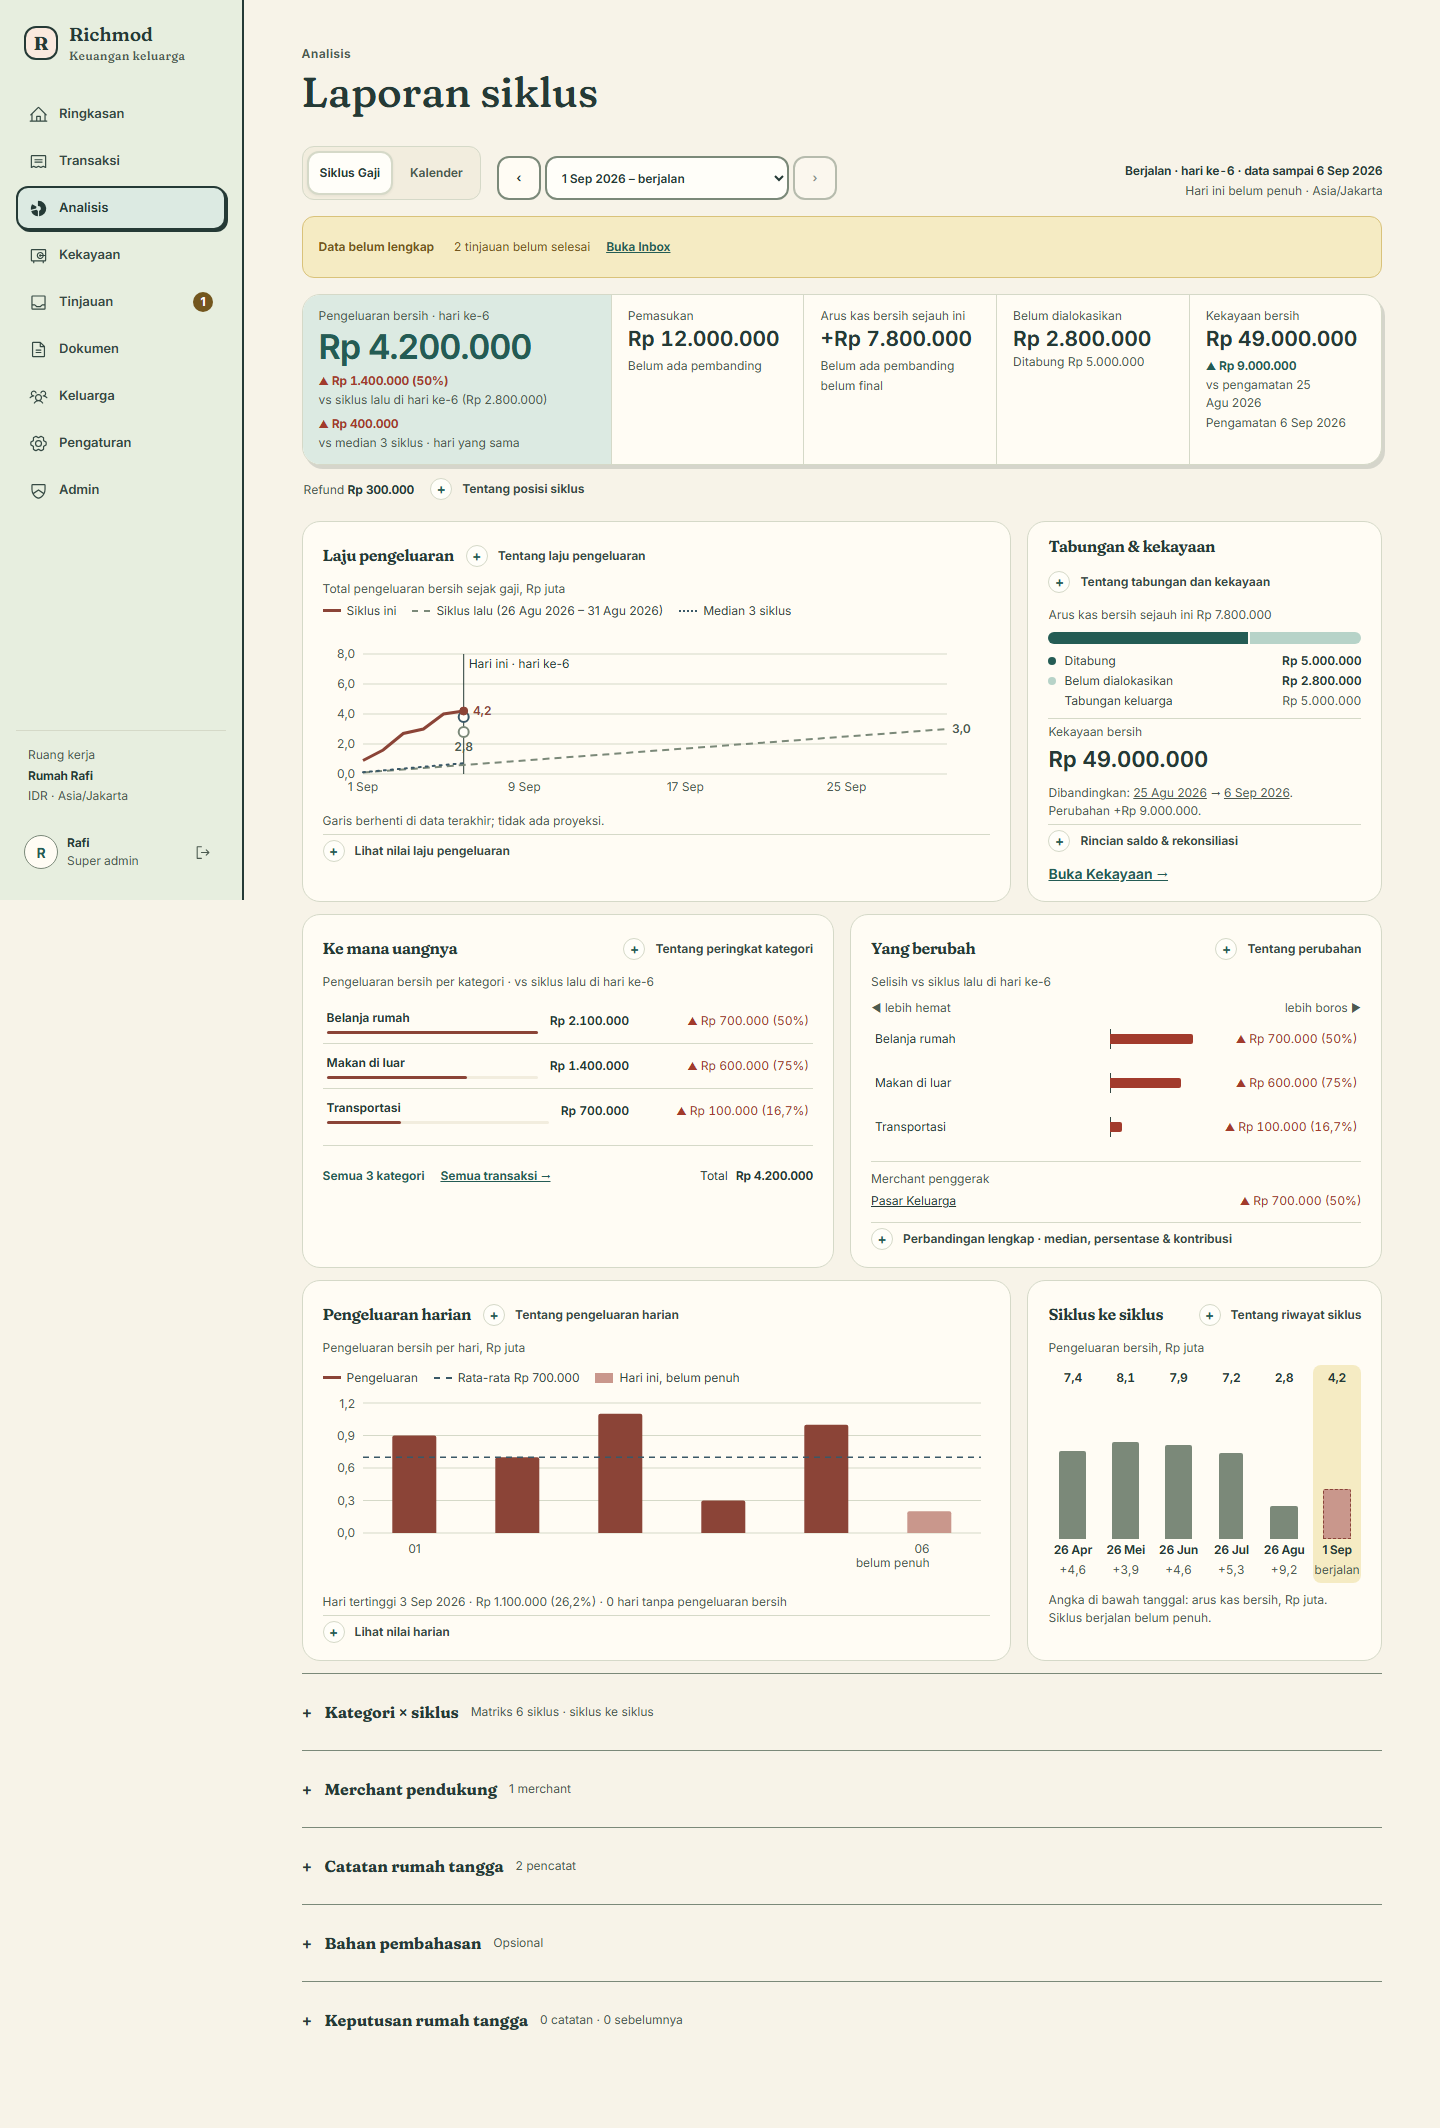 R
Richmod
Keuangan keluarga
Ringkasan
Transaksi
Analisis
Kekayaan
Tinjauan 1
Dokumen
Keluarga
Pengaturan
Admin
Ruang kerja
Rumah Rafi
IDR · Asia/Jakarta
R
Rafi
Super admin
Analisis
Laporan siklus
Siklus Gaji Kalender ‹ 1 Sep 2026 – berjalan ›
Berjalan · hari ke-6 · data sampai 6 Sep 2026
Hari ini belum penuh · Asia/Jakarta
Data belum lengkap 2 tinjauan belum selesai Buka Inbox
Pengeluaran bersih · hari ke-6
Rp 4.200.000
▲ Rp 1.400.000 (50%)
vs siklus lalu di hari ke-6 (Rp 2.800.000)
▲ Rp 400.000
vs median 3 siklus · hari yang sama
Pemasukan
Rp 12.000.000
Belum ada pembanding
Arus kas bersih sejauh ini
+Rp 7.800.000
Belum ada pembanding
belum final
Belum dialokasikan
Rp 2.800.000
Ditabung Rp 5.000.000
Kekayaan bersih
Rp 49.000.000
▲ Rp 9.000.000
vs pengamatan 25
Agu 2026
Pengamatan 6 Sep 2026
Refund Rp 300.000 + Tentang posisi siklus
Laju pengeluaran + Tentang laju pengeluaran
Total pengeluaran bersih sejak gaji, Rp juta
Siklus ini Siklus lalu (26 Agu 2026 – 31 Agu 2026) Median 3 siklus
8,0
6,0
4,0
2,0
0,0
Hari ini · hari ke-6
4,2
2,8
3,0
1 Sep 9 Sep 17 Sep 25 Sep
Garis berhenti di data terakhir; tidak ada proyeksi.
+ Lihat nilai laju pengeluaran
Tabungan & kekayaan
+ Tentang tabungan dan kekayaan
Arus kas bersih sejauh ini Rp 7.800.000
Ditabung Rp 5.000.000
Belum dialokasikan Rp 2.800.000
Tabungan keluarga Rp 5.000.000
Kekayaan bersih
Rp 49.000.000
Dibandingkan: 25 Agu 2026 → 6 Sep 2026.
Perubahan +Rp 9.000.000.
+ Rincian saldo & rekonsiliasi
Buka Kekayaan →
Ke mana uangnya + Tentang peringkat kategori
Pengeluaran bersih per kategori · vs siklus lalu di hari ke-6
Belanja rumah Rp 2.100.000 ▲ Rp 700.000 (50%)
Makan di luar Rp 1.400.000 ▲ Rp 600.000 (75%)
Transportasi Rp 700.000 ▲ Rp 100.000 (16,7%)
Semua 3 kategori Semua transaksi → Total Rp 4.200.000
Yang berubah + Tentang perubahan
Selisih vs siklus lalu di hari ke-6
◀ lebih hemat lebih boros ▶
Belanja rumah ▲ Rp 700.000 (50%)
Makan di luar ▲ Rp 600.000 (75%)
Transportasi ▲ Rp 100.000 (16,7%)
Merchant penggerak
Pasar Keluarga ▲ Rp 700.000 (50%)
+ Perbandingan lengkap · median, persentase & kontribusi
Pengeluaran harian + Tentang pengeluaran harian
Pengeluaran bersih per hari, Rp juta
Pengeluaran Rata-rata Rp 700.000 Hari ini, belum penuh
1,2
0,9
0,6
0,3
0,0
01 06
belum penuh
Hari tertinggi 3 Sep 2026 · Rp 1.100.000 (26,2%) · 0 hari tanpa pengeluaran bersih
+ Lihat nilai harian
Siklus ke siklus + Tentang riwayat siklus
Pengeluaran bersih, Rp juta
7,4 8,1 7,9 7,2 2,8 4,2
26 Apr 26 Mei 26 Jun 26 Jul 26 Agu 1 Sep
+4,6 +3,9 +4,6 +5,3 +9,2 berjalan
Angka di bawah tanggal: arus kas bersih, Rp juta.
Siklus berjalan belum penuh.
+ Kategori × siklus Matriks 6 siklus · siklus ke siklus
+ Merchant pendukung 1 merchant
+ Catatan rumah tangga 2 pencatat
+ Bahan pembahasan Opsional
+ Keputusan rumah tangga 0 catatan · 0 sebelumnya